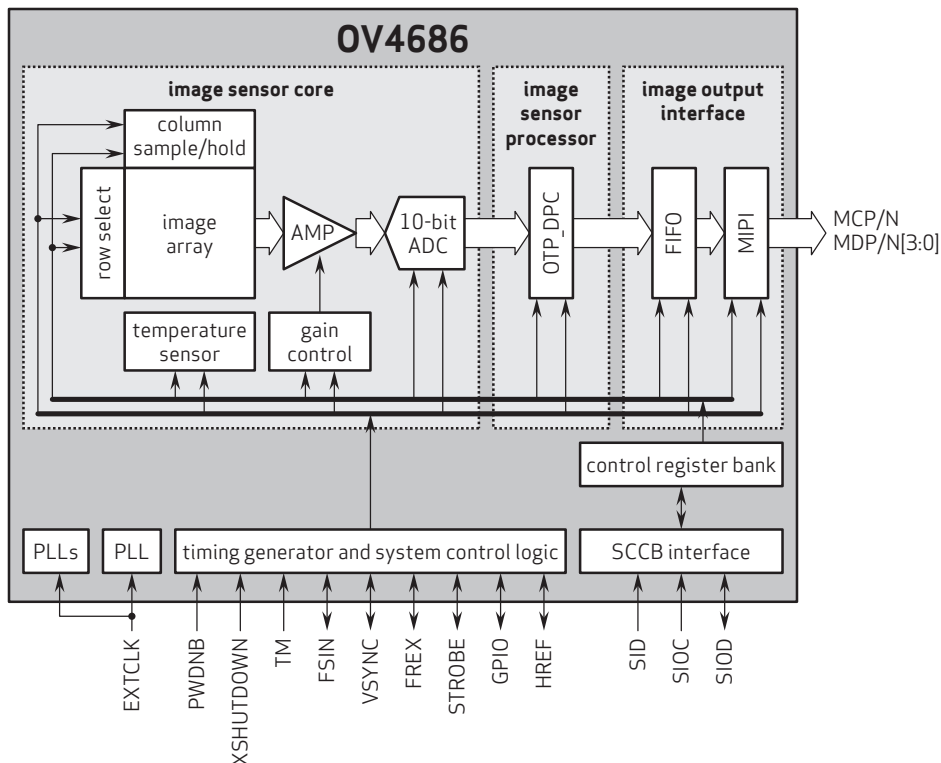 OV4686
image sensor core
image
sensor
processor
image output
interface
column
sample/hold
row select
image
array
AMP
10-bit
ADC
OTP_DPC
FIFO
MIPI
MCP/N
MDP/N[3:0]
temperature
sensor
gain
control
control register bank
PLLs
PLL
timing generator and system control logic
SCCB interface
EXTCLK
PWDNB
XSHUTDOWN
TM
FSIN
VSYNC
FREX
STROBE
GPIO
HREF
SID
SIOC
SIOD